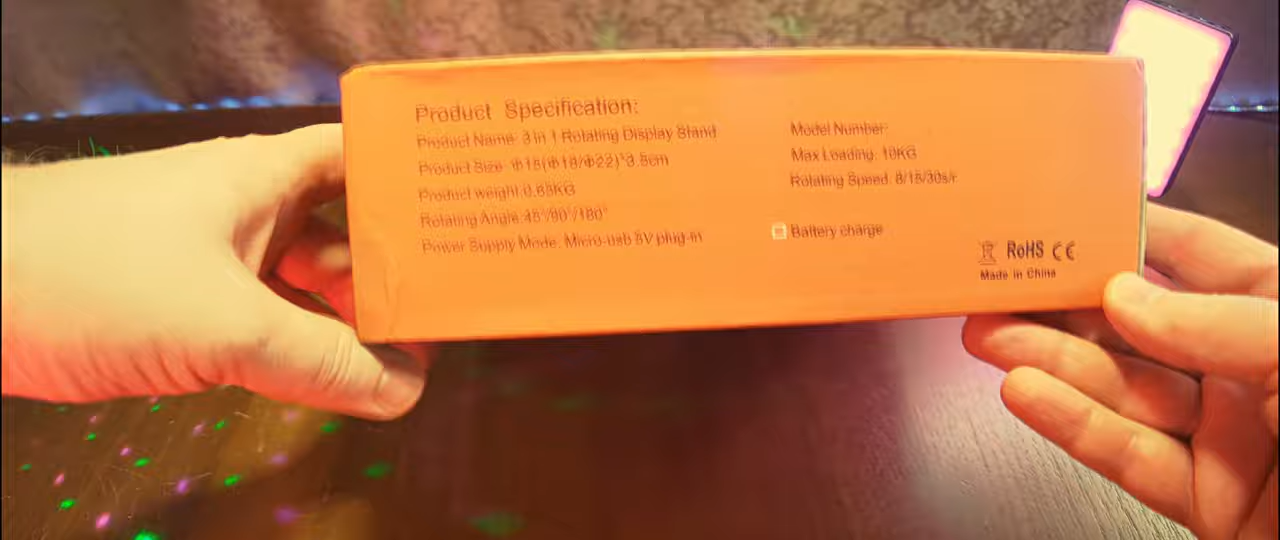 Product Specification:
Product Name: 3 in 1 Rotating Display Stand
Product Size: Φ15(Φ18/Φ22)*3.5cm
Product weight:0.65KG
Rotating Angle:45°/90°/180°
Power Supply Mode: Micro-usb 5V plug-in
Model Number:
Max Loading: 10KG
Rotating Speed: 8/15/30s/r
Battery charge
RoHS CE
Made in China